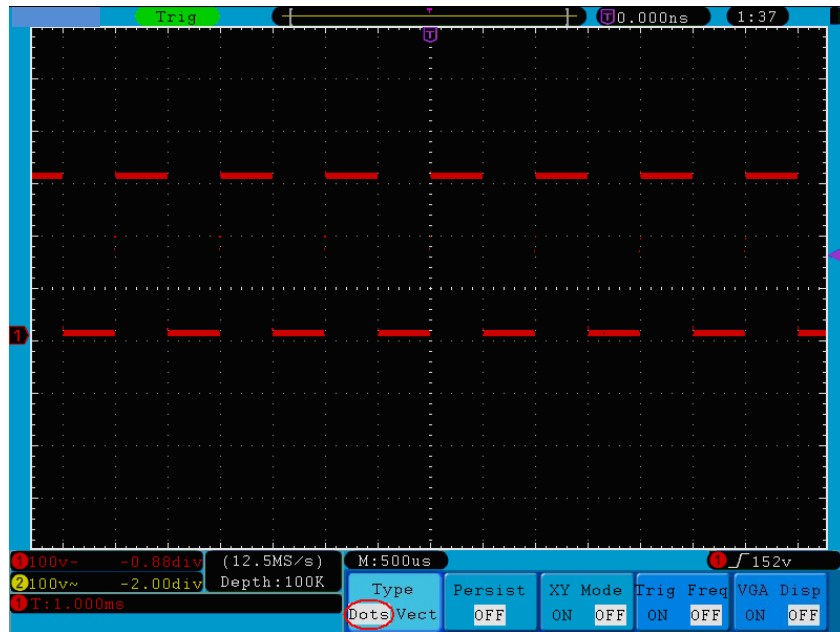 Trig T 0.000ns 1:37
T
1
1 100v- -0.88div (12.5MS/s) M:500us 1 152v
2 100v~ -2.00div Depth:100K
1 T:1.000ms
Type Persist XY Mode Trig Freq VGA Disp
Dots Vect OFF ON OFF ON OFF ON OFF